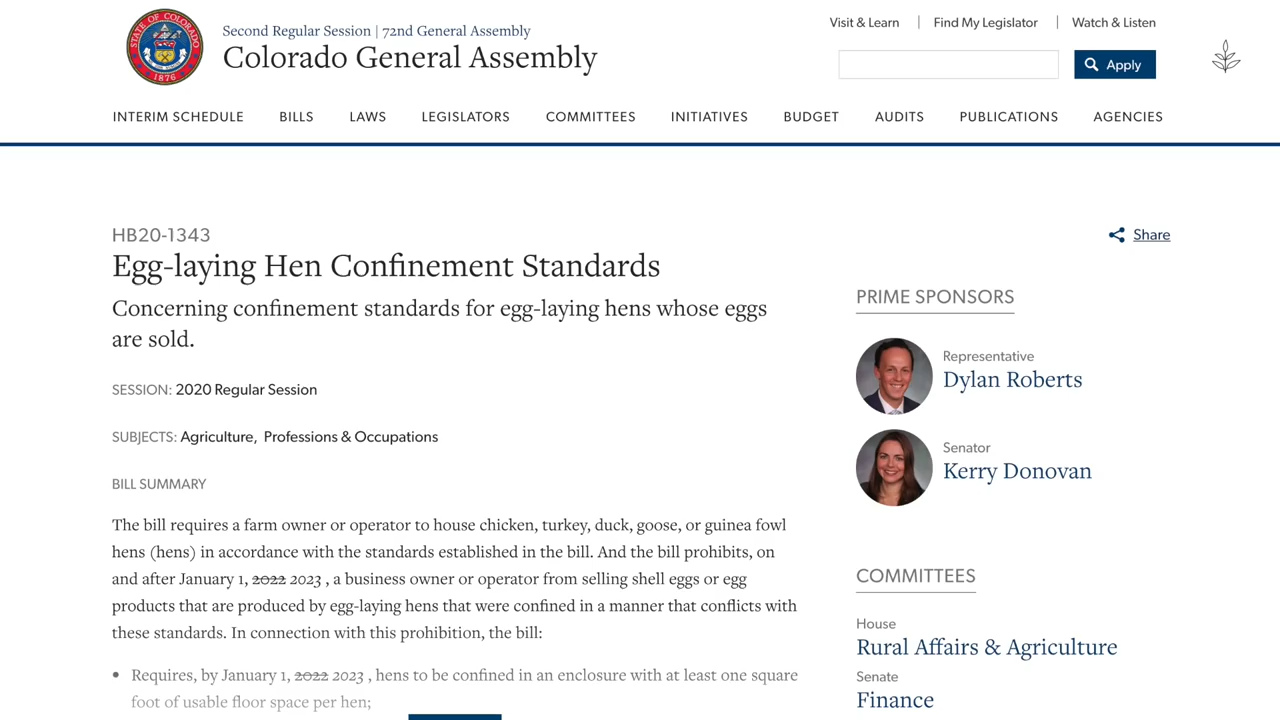 STATE OF COLORADO
1876
Second Regular Session | 72nd General Assembly
Colorado General Assembly
Visit & Learn | Find My Legislator | Watch & Listen
Apply
INTERIM SCHEDULE BILLS LAWS LEGISLATORS COMMITTEES INITIATIVES BUDGET AUDITS PUBLICATIONS AGENCIES
HB20-1343
Egg-laying Hen Confinement Standards
Concerning confinement standards for egg-laying hens whose eggs
are sold.
SESSION: 2020 Regular Session
SUBJECTS: Agriculture, Professions & Occupations
BILL SUMMARY
The bill requires a farm owner or operator to house chicken, turkey, duck, goose, or guinea fowl
hens (hens) in accordance with the standards established in the bill. And the bill prohibits, on
and after January 1, 2022 2023 , a business owner or operator from selling shell eggs or egg
products that are produced by egg-laying hens that were confined in a manner that conflicts with
these standards. In connection with this prohibition, the bill:
• Requires, by January 1, 2022 2023 , hens to be confined in an enclosure with at least one square
foot of usable floor space per hen;
Share
PRIME SPONSORS
Representative
Dylan Roberts
Senator
Kerry Donovan
COMMITTEES
House
Rural Affairs & Agriculture
Senate
Finance